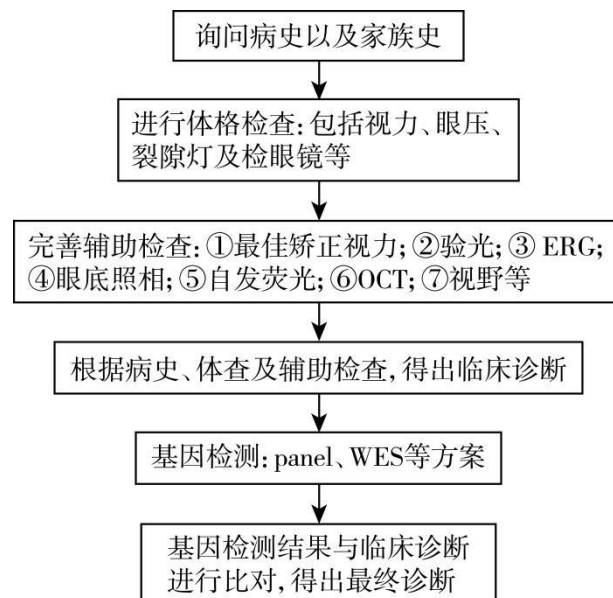 询问病史以及家族史
进行体格检查:包括视力、眼压、
裂隙灯及检眼镜等
完善辅助检查:①最佳矫正视力;②验光;③ ERG;
④眼底照相;⑤自发荧光;⑥OCT;⑦视野等
根据病史、体查及辅助检查,得出临床诊断
基因检测:panel、WES等方案
基因检测结果与临床诊断
进行比对,得出最终诊断